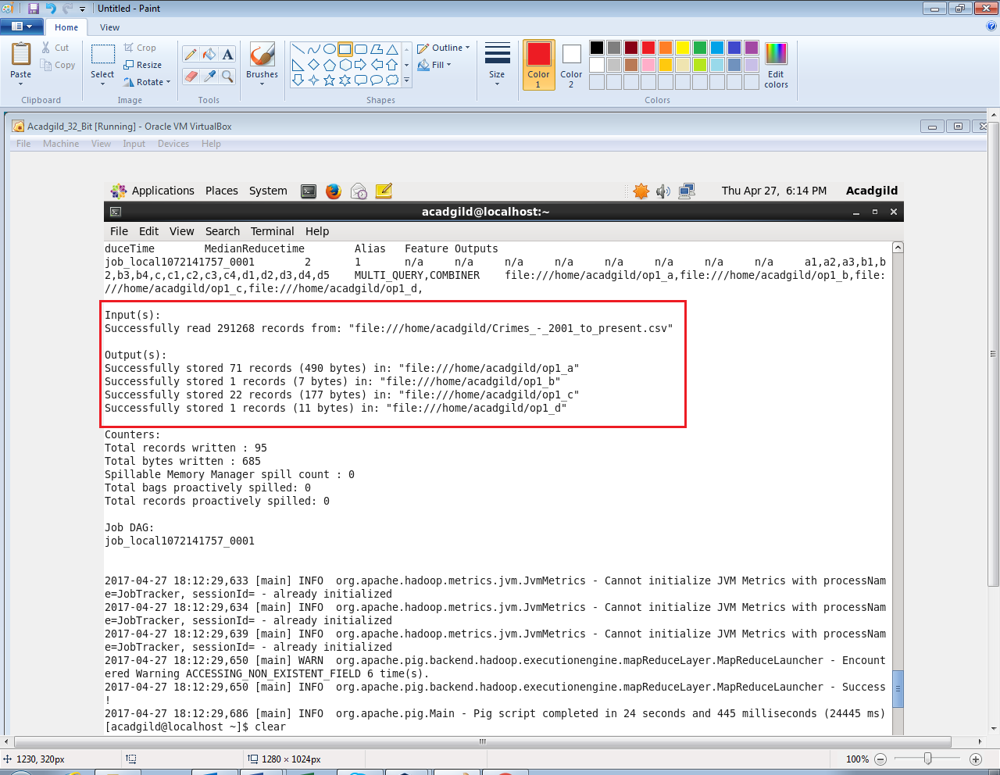 Untitled - Paint
Home View
Paste
Cut
Copy
Clipboard
Select
Crop
Resize
Rotate
Image
Tools
Brushes
Outline
Fill
Shapes
Size
Color 1
Color 2
Edit colors
Colors
Acadgild_32_Bit [Running] - Oracle VM VirtualBox
File Machine View Input Devices Help
Applications Places System Thu Apr 27, 6:14 PM Acadgild
acadgild@localhost:~
File Edit View Search Terminal Help
duceTime MedianReducetime Alias Feature Outputs
job_local1072141757_0001 2 1 n/a n/a n/a n/a n/a n/a n/a n/a a1,a2,a3,b1,b
2,b3,b4,c,c1,c2,c3,c4,d1,d2,d3,d4,d5 MULTI_QUERY,COMBINER file:///home/acadgild/op1_a,file:///home/acadgild/op1_b,file:
///home/acadgild/op1_c,file:///home/acadgild/op1_d,
Input(s):
Successfully read 291268 records from: "file:///home/acadgild/Crimes_-_2001_to_present.csv"
Output(s):
Successfully stored 71 records (490 bytes) in: "file:///home/acadgild/op1_a"
Successfully stored 1 records (7 bytes) in: "file:///home/acadgild/op1_b"
Successfully stored 22 records (177 bytes) in: "file:///home/acadgild/op1_c"
Successfully stored 1 records (11 bytes) in: "file:///home/acadgild/op1_d"
Counters:
Total records written : 95
Total bytes written : 685
Spillable Memory Manager spill count : 0
Total bags proactively spilled: 0
Total records proactively spilled: 0
Job DAG:
job_local1072141757_0001
2017-04-27 18:12:29,633 [main] INFO org.apache.hadoop.metrics.jvm.JvmMetrics - Cannot initialize JVM Metrics with processNam
e=JobTracker, sessionId= - already initialized
2017-04-27 18:12:29,634 [main] INFO org.apache.hadoop.metrics.jvm.JvmMetrics - Cannot initialize JVM Metrics with processNam
e=JobTracker, sessionId= - already initialized
2017-04-27 18:12:29,639 [main] INFO org.apache.hadoop.metrics.jvm.JvmMetrics - Cannot initialize JVM Metrics with processNam
e=JobTracker, sessionId= - already initialized
2017-04-27 18:12:29,650 [main] WARN org.apache.pig.backend.hadoop.executionengine.mapReduceLayer.MapReduceLauncher - Encount
ered Warning ACCESSING_NON_EXISTENT_FIELD 6 time(s).
2017-04-27 18:12:29,650 [main] INFO org.apache.pig.backend.hadoop.executionengine.mapReduceLayer.MapReduceLauncher - Success
!
2017-04-27 18:12:29,686 [main] INFO org.apache.pig.Main - Pig script completed in 24 seconds and 445 milliseconds (24445 ms)
[acadgild@localhost ~]$ clear
1230, 320px 1280 × 1024px 100%